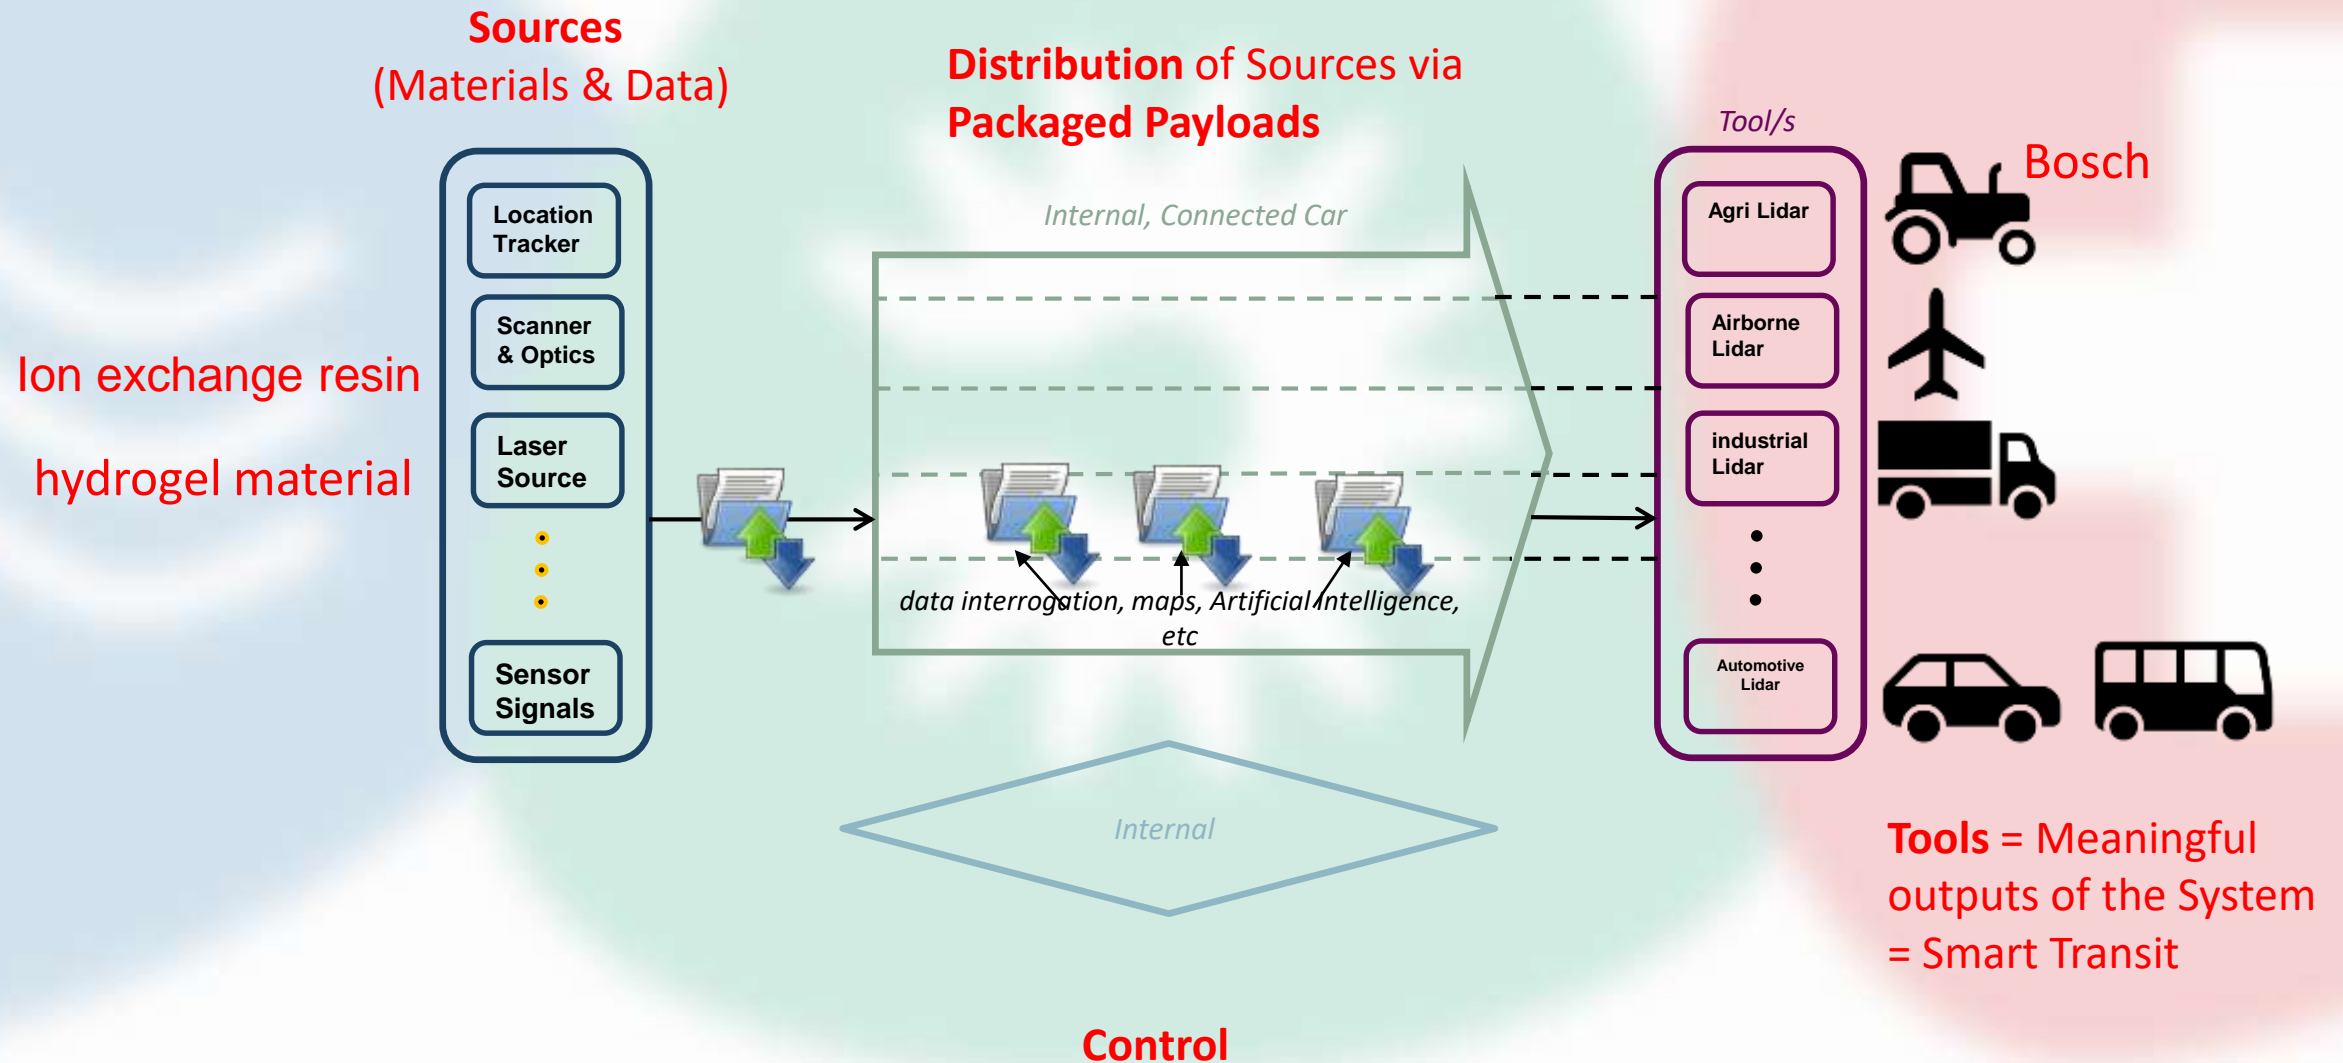 Sources
(Materials & Data)
Distribution of Sources via
Packaged Payloads
Tool/s
Bosch
Internal, Connected Car
Location
Tracker
Scanner
& Optics
Laser
Source
Sensor
Signals
Ion exchange resin
hydrogel material
data interrogation, maps, Artificial Intelligence,
etc
Agri Lidar
Airborne
Lidar
industrial
Lidar
Automotive
Lidar
Internal
Tools = Meaningful
outputs of the System
= Smart Transit
Control